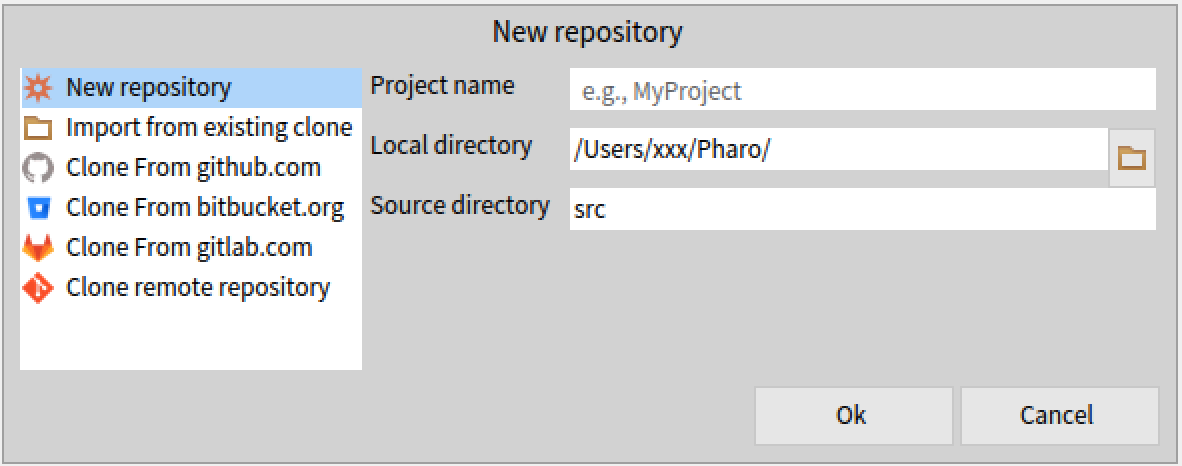 New repository
New repository
Import from existing clone
Clone From github.com
Clone From bitbucket.org
Clone From gitlab.com
Clone remote repository
Project name e.g., MyProject
Local directory /Users/xxx/Pharo/
Source directory src
Ok Cancel